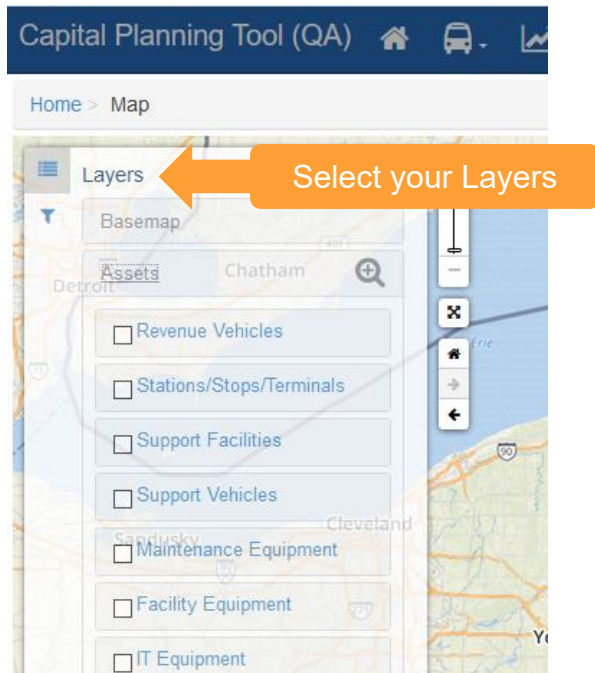 Capital Planning Tool (QA)
Home > Map
Layers
Select your Layers
Basemap
401
Assets
Chatham
Detroit
Revenue Vehicles
Erie
Stations/Stops/Terminals
Support Facilities
90
Support Vehicles
Cleveland
Sandusky
Maintenance Equipment
Facility Equipment
IT Equipment